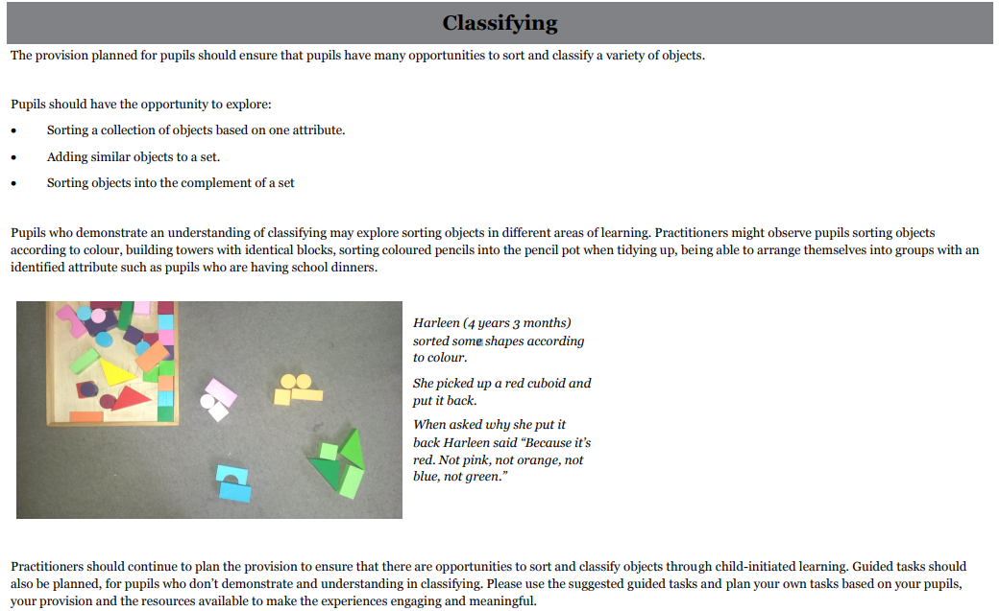 Classifying
The provision planned for pupils should ensure that pupils have many opportunities to sort and classify a variety of objects.
Pupils should have the opportunity to explore:
• Sorting a collection of objects based on one attribute.
• Adding similar objects to a set.
• Sorting objects into the complement of a set
Pupils who demonstrate an understanding of classifying may explore sorting objects in different areas of learning. Practitioners might observe pupils sorting objects
according to colour, building towers with identical blocks, sorting coloured pencils into the pencil pot when tidying up, being able to arrange themselves into groups with an
identified attribute such as pupils who are having school dinners.
Harleen (4 years 3 months)
sorted some shapes according
to colour.
She picked up a red cuboid and
put it back.
When asked why she put it
back Harleen said “Because it’s
red. Not pink, not orange, not
blue, not green.”
Practitioners should continue to plan the provision to ensure that there are opportunities to sort and classify objects through child-initiated learning. Guided tasks should
also be planned, for pupils who don’t demonstrate and understanding in classifying. Please use the suggested guided tasks and plan your own tasks based on your pupils,
your provision and the resources available to make the experiences engaging and meaningful.